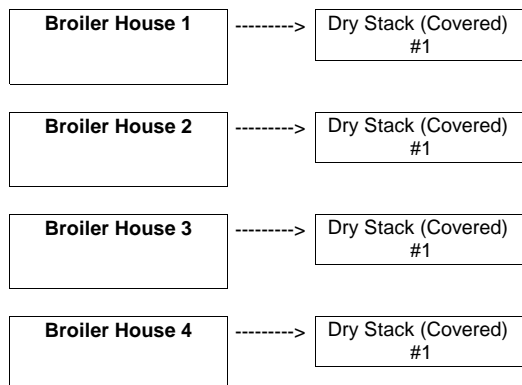 Broiler House 1 ---------> Dry Stack (Covered)
#1
Broiler House 2 ---------> Dry Stack (Covered)
#1
Broiler House 3 ---------> Dry Stack (Covered)
#1
Broiler House 4 ---------> Dry Stack (Covered)
#1